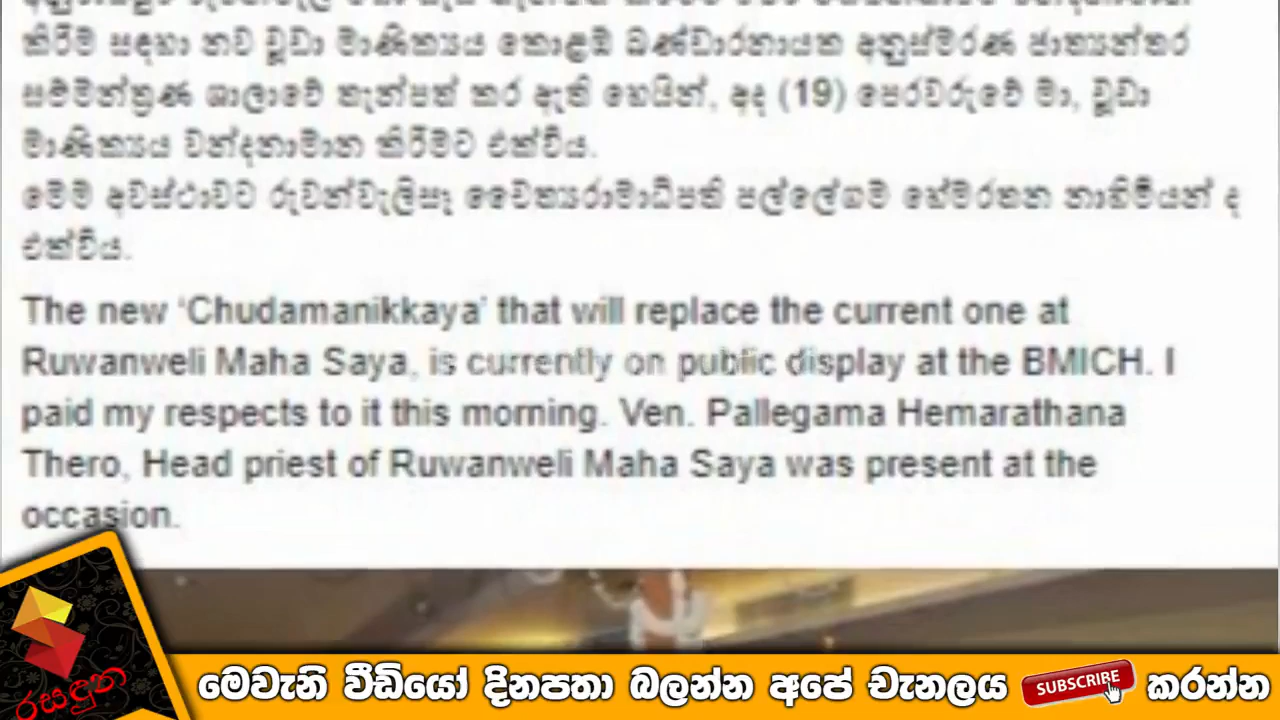 කිරීම සඳහා නව චූඩා මාණික්‍යය කොළඹ බණ්ඩාරනායක අනුස්මරණ ජාත්‍යන්තර
සම්මන්ත්‍රණ ශාලාවේ තැන්පත් කර ඇති හෙයින්, අද (19) පෙරවරුවේ මා, චූඩා
මාණික්‍යය වන්දනාමාන කිරීමට එක්විය.
මෙම අවස්ථාවට රුවන්වැලිසෑ චෛත්‍යරාමාධිපති පල්ලේගම හේමරතන නාහිමියන් ද
එක්විය.
The new ‘Chudamanikkaya’ that will replace the current one at
Ruwanweli Maha Saya, is currently on public display at the BMICH. I
paid my respects to it this morning. Ven. Pallegama Hemarathana
Thero, Head priest of Ruwanweli Maha Saya was present at the
occasion.
රසඳුන
මෙවැනි වීඩියෝ දිනපතා බලන්න අපේ චැනලය SUBSCRIBE කරන්න